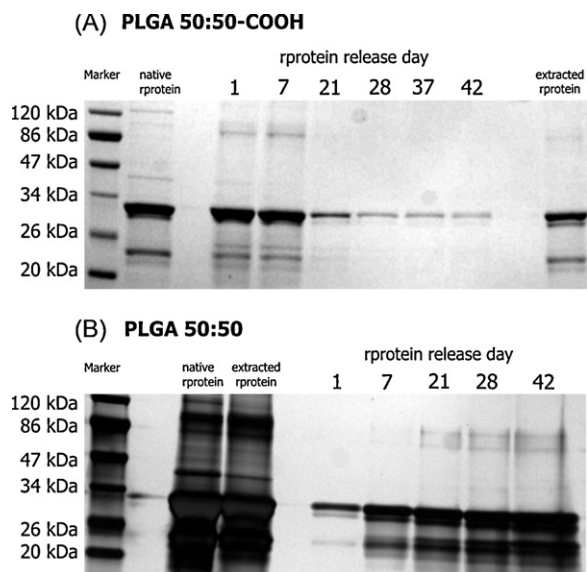 (A) PLGA 50:50-COOH
rprotein release day
Marker native rprotein 1 7 21 28 37 42 extracted rprotein
120 kDa
86 kDa
47 kDa
34 kDa
26 kDa
20 kDa
(B) PLGA 50:50
rprotein release day
Marker native rprotein extracted rprotein 1 7 21 28 42
120 kDa
86 kDa
47 kDa
34 kDa
26 kDa
20 kDa